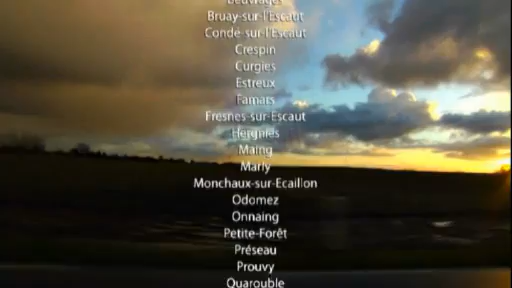 Beuvrages
Bruay-sur-l'Escaut
Condé-sur-l'Escaut
Crespin
Curgies
Estreux
Famars
Fresnes-sur-Escaut
Hergnies
Maing
Marly
Monchaux-sur-Ecaillon
Odomez
Onnaing
Petite-Forêt
Préseau
Prouvy
Quarouble